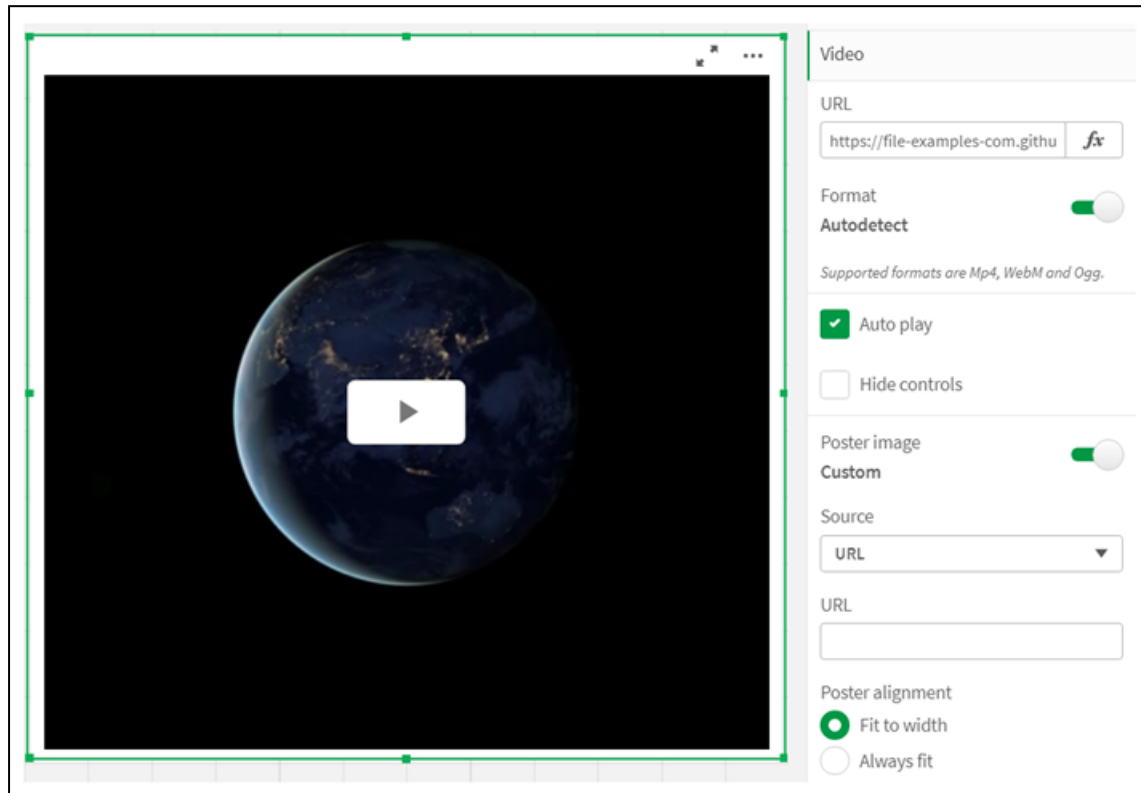 Video
URL
https://file-examples-com.githu
fx
Format
Autodetect
Supported formats are Mp4, WebM and Ogg.
Auto play
Hide controls
Poster image
Custom
Source
URL
URL
Poster alignment
Fit to width
Always fit